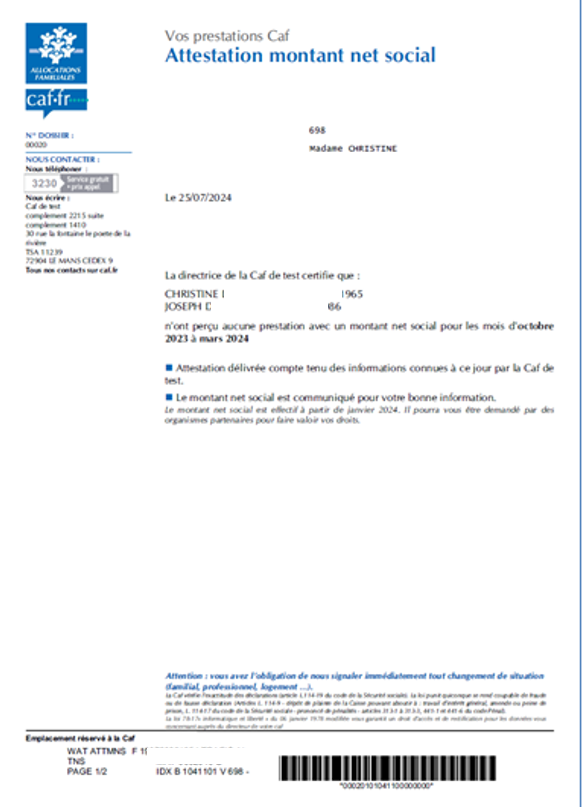 Vos prestations Caf
Attestation montant net social
ALLOCATIONS
FAMILIALES
caf.fr
N° DOSSIER :
00020
NOUS CONTACTER :
Nous téléphoner :
3230 Service gratuit
+ prix appel
Nous écrire :
Caf de test
complement 2215 suite
complement 1410
30 rue la fontaine le poete de la
rivière
TSA 11239
72904 LE MANS CEDEX 9
Tous nos contacts sur caf.fr
698
Madame CHRISTINE
Le 25/07/2024
La directrice de la Caf de test certifie que :
CHRISTINE 1965
JOSEPH
n'ont perçu aucune prestation avec un montant net social pour les mois d'octobre
2023 à mars 2024
Attestation délivrée compte tenu des informations connues à ce jour par la Caf de
test.
Le montant net social est communiqué pour votre bonne information.
Le montant net social est effectif à partir de janvier 2024. Il pourra vous être demandé par des
organismes partenaires pour faire valoir vos droits.
Attention : vous avez l'obligation de nous signaler immédiatement tout changement de situation
(familial, professionnel, logement ...).
La Caf vérifie l'exactitude des déclarations (article L114-19 du code de la Sécurité sociale). La loi punit quiconque se rend coupable de fraude
ou de fausse déclaration (Articles L. 114-9 - dépôt de plainte de la Caisse pouvant aboutir à : travail d'intérêt général, amende ou peine de
prison, L. 114-17 du code de la Sécurité sociale - prononcé de pénalités - articles 313-1 à 313-3, 441-1 et 441-6 du code Pénal).
La loi 78-17 informatique et liberté du 06 janvier 1978 modifiée vous garantit un droit d'accès et de rectification pour les données vous
concernant auprès du directeur de votre caf
Emplacement réservé à la Caf
WAT ATTMNS F
TNS
PAGE 1/2 IDX B 1041101 V 698 -